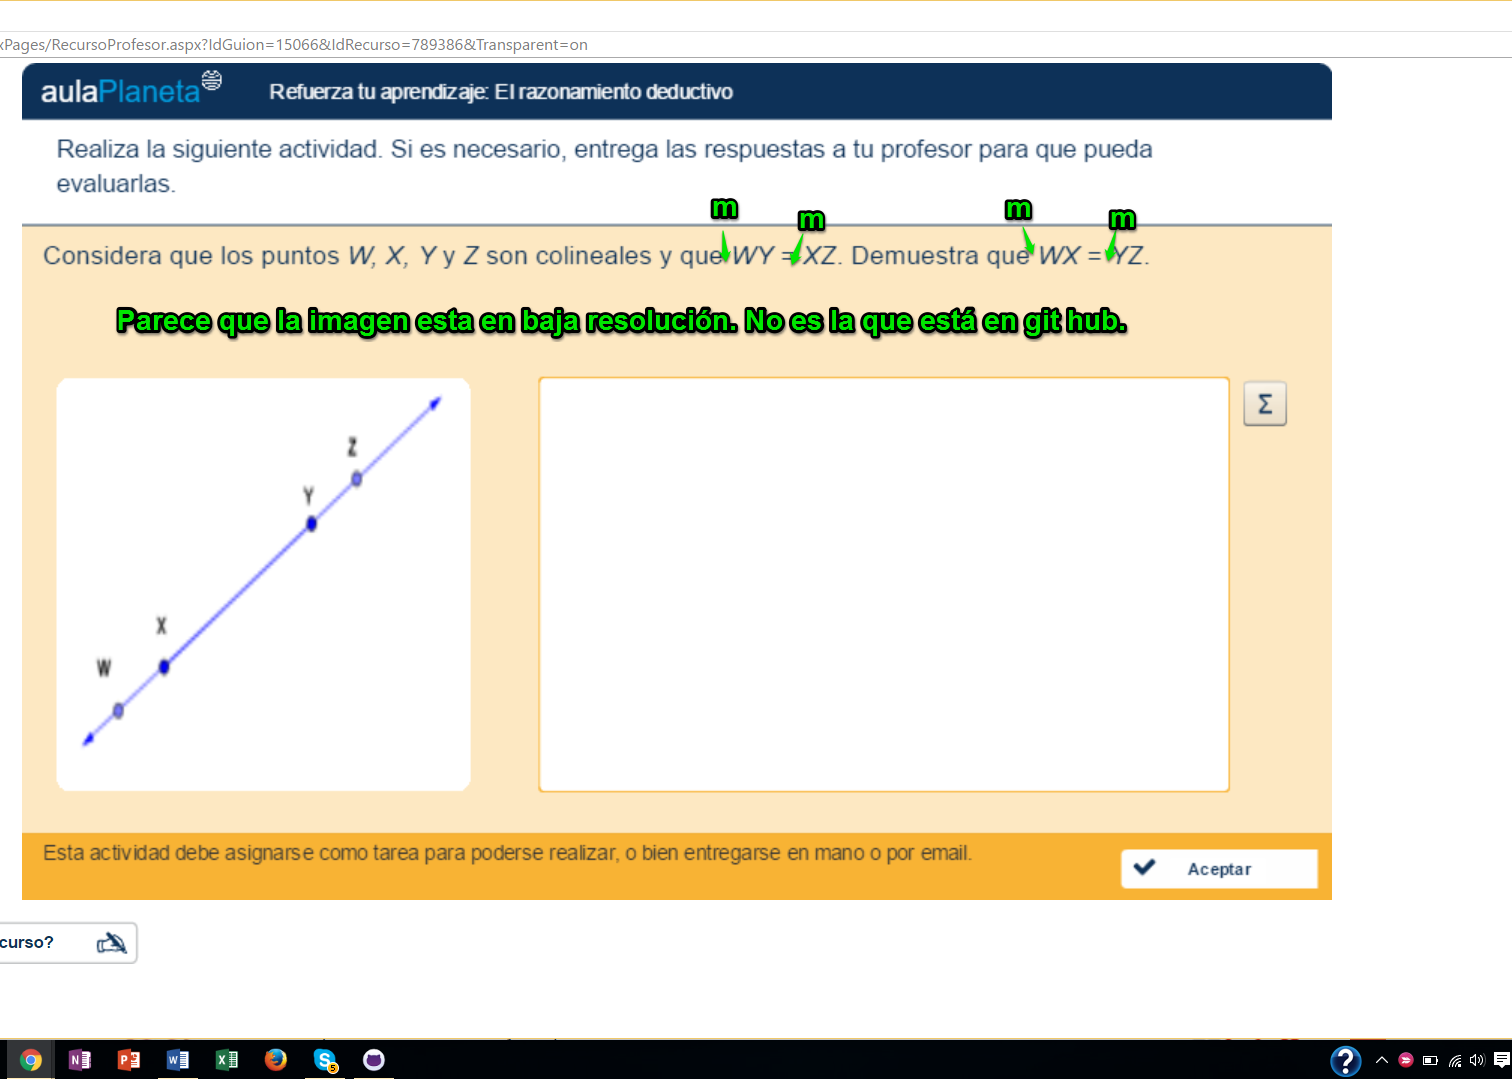 xPages/RecursoProfesor.aspx?IdGuion=15066&IdRecurso=789386&Transparent=on
aulaPlaneta Refuerza tu aprendizaje: El razonamiento deductivo
Realiza la siguiente actividad. Si es necesario, entrega las respuestas a tu profesor para que pueda
evaluarlas.
m m m m
Considera que los puntos W, X, Y y Z son colineales y que WY = XZ. Demuestra que WX = YZ.
Parece que la imagen esta en baja resolución. No es la que está en git hub.
Σ
Z
Y
X
W
Esta actividad debe asignarse como tarea para poderse realizar, o bien entregarse en mano o por email.
Aceptar
curso?
N P W X S 5 ?